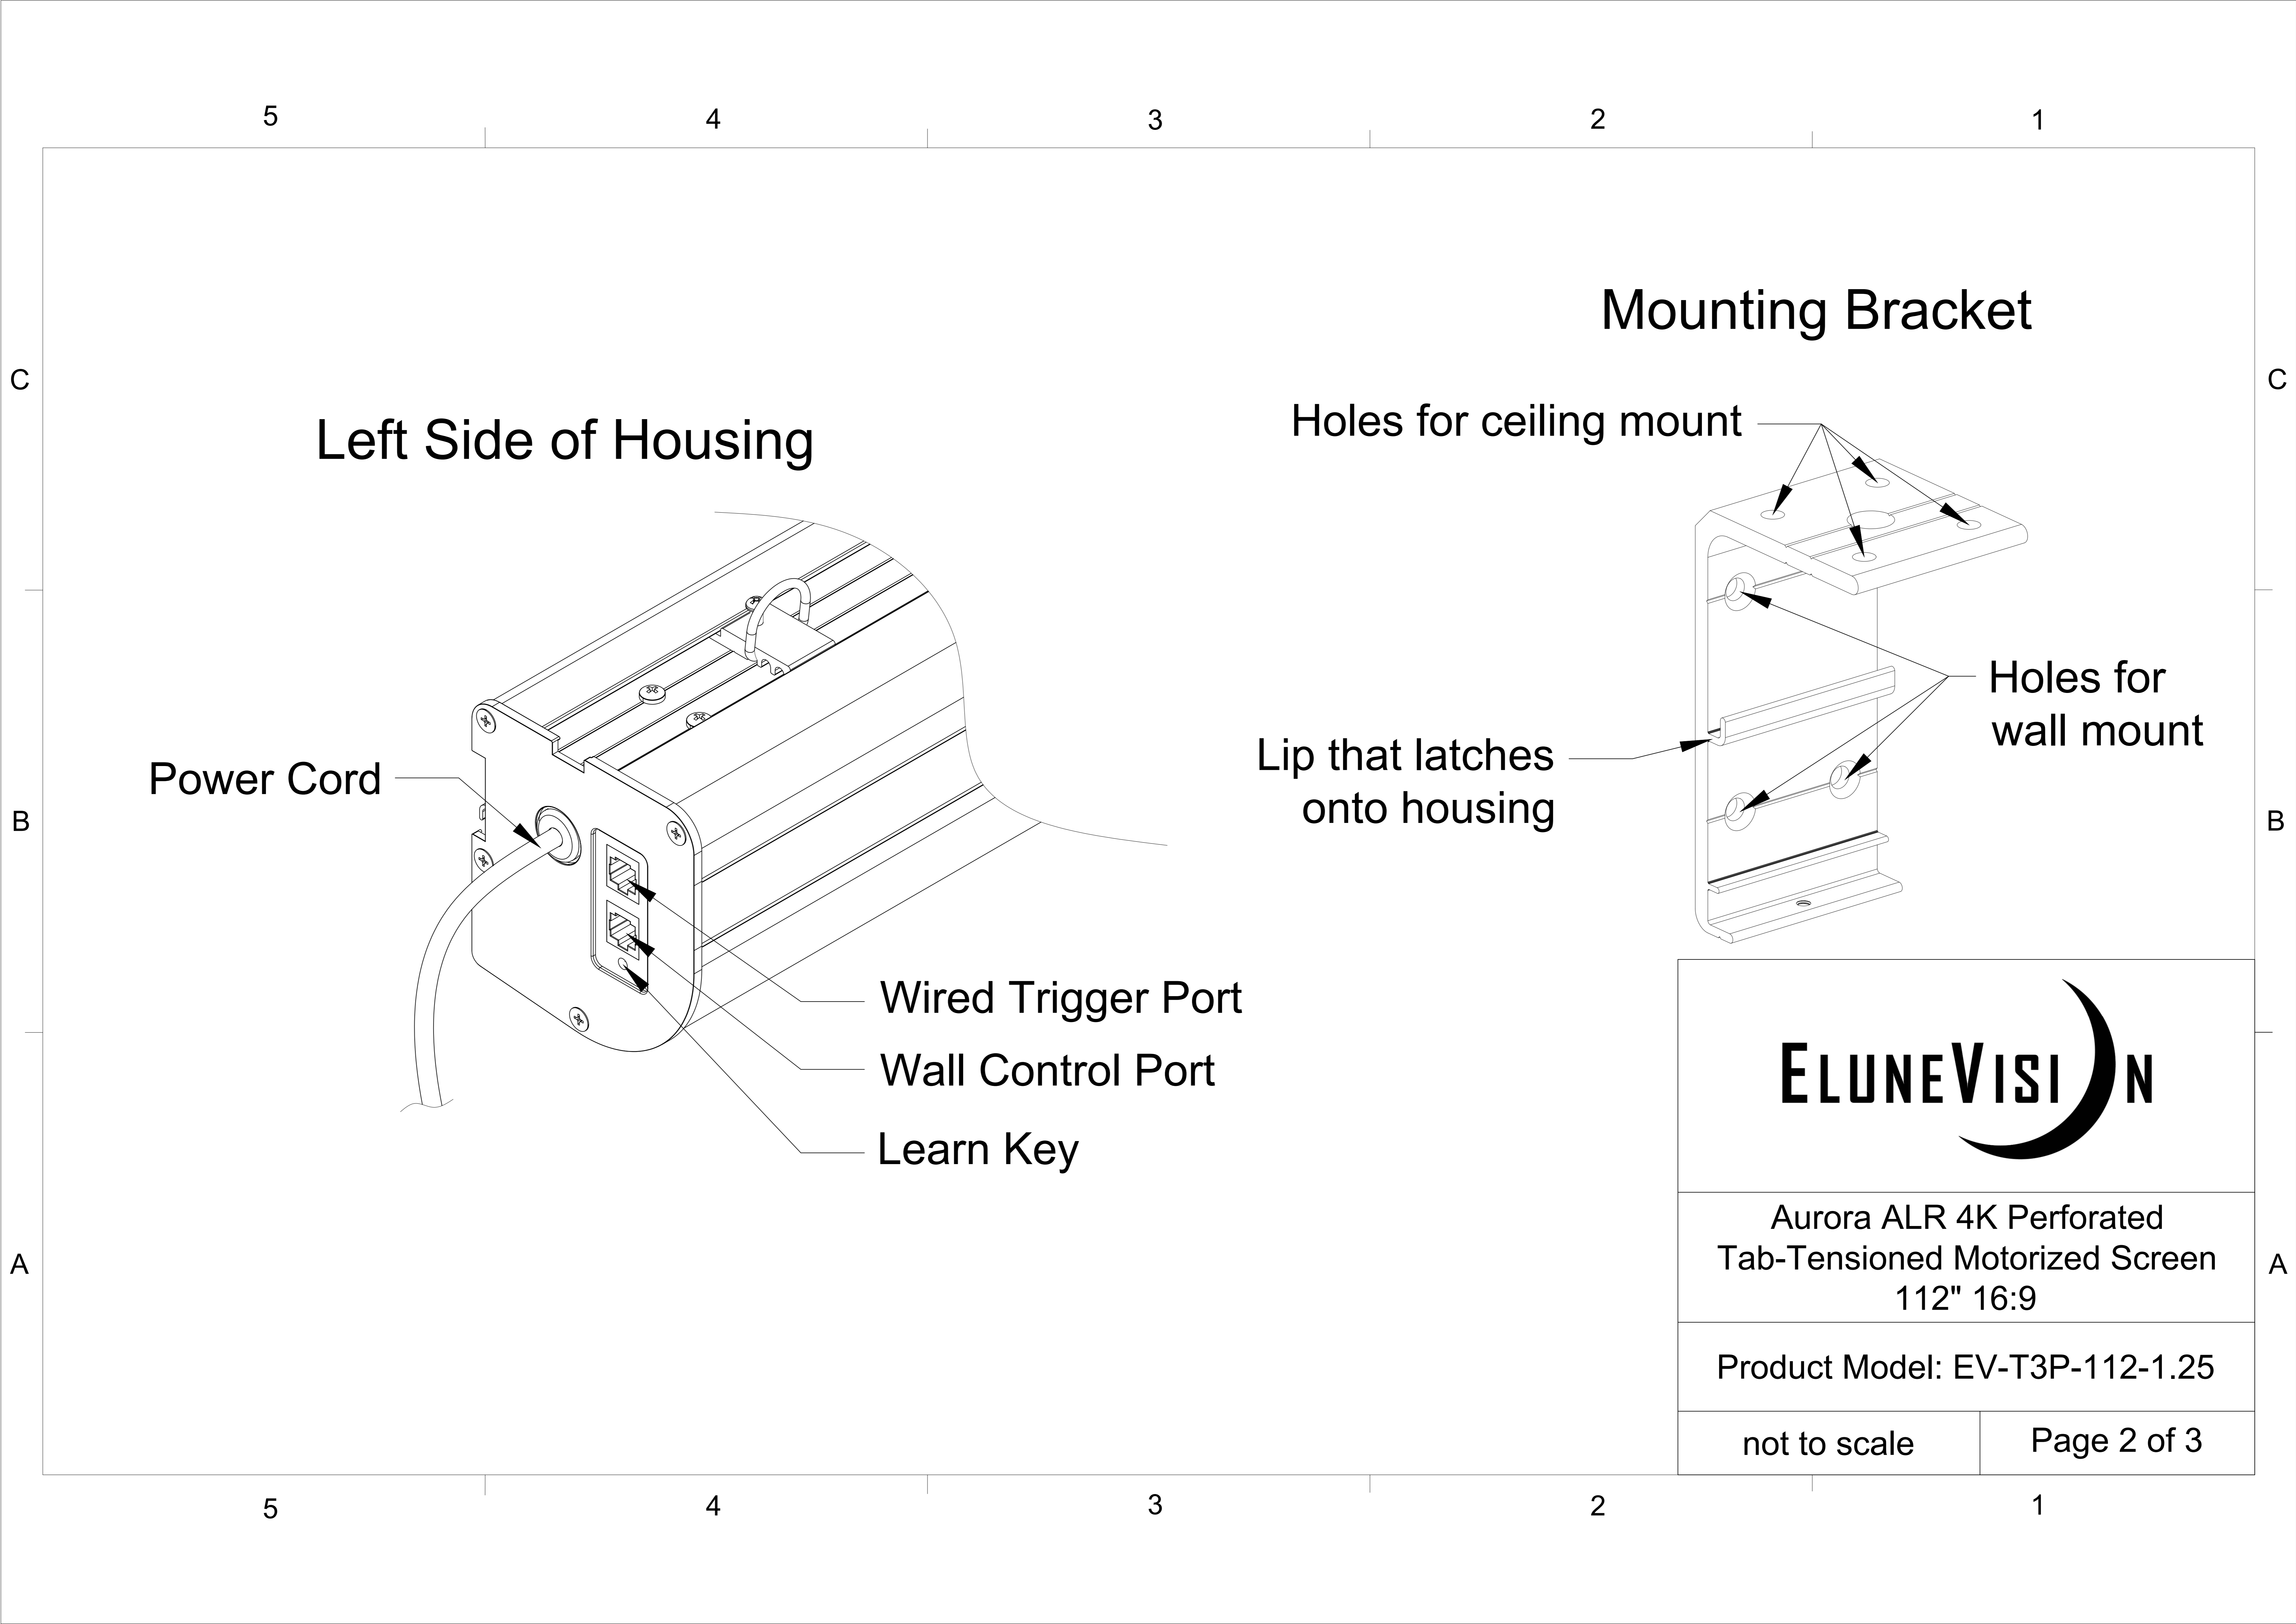 5 4 3 2 1
C C
B B
A A
Mounting Bracket
Holes for ceiling mount
Left Side of Housing
Holes for
wall mount
Lip that latches
onto housing
Power Cord
Wired Trigger Port
Wall Control Port
Learn Key
ELUNEVISION
Aurora ALR 4K Perforated
Tab-Tensioned Motorized Screen
112" 16:9
Product Model: EV-T3P-112-1.25
not to scale
Page 2 of 3
5 4 3 2 1